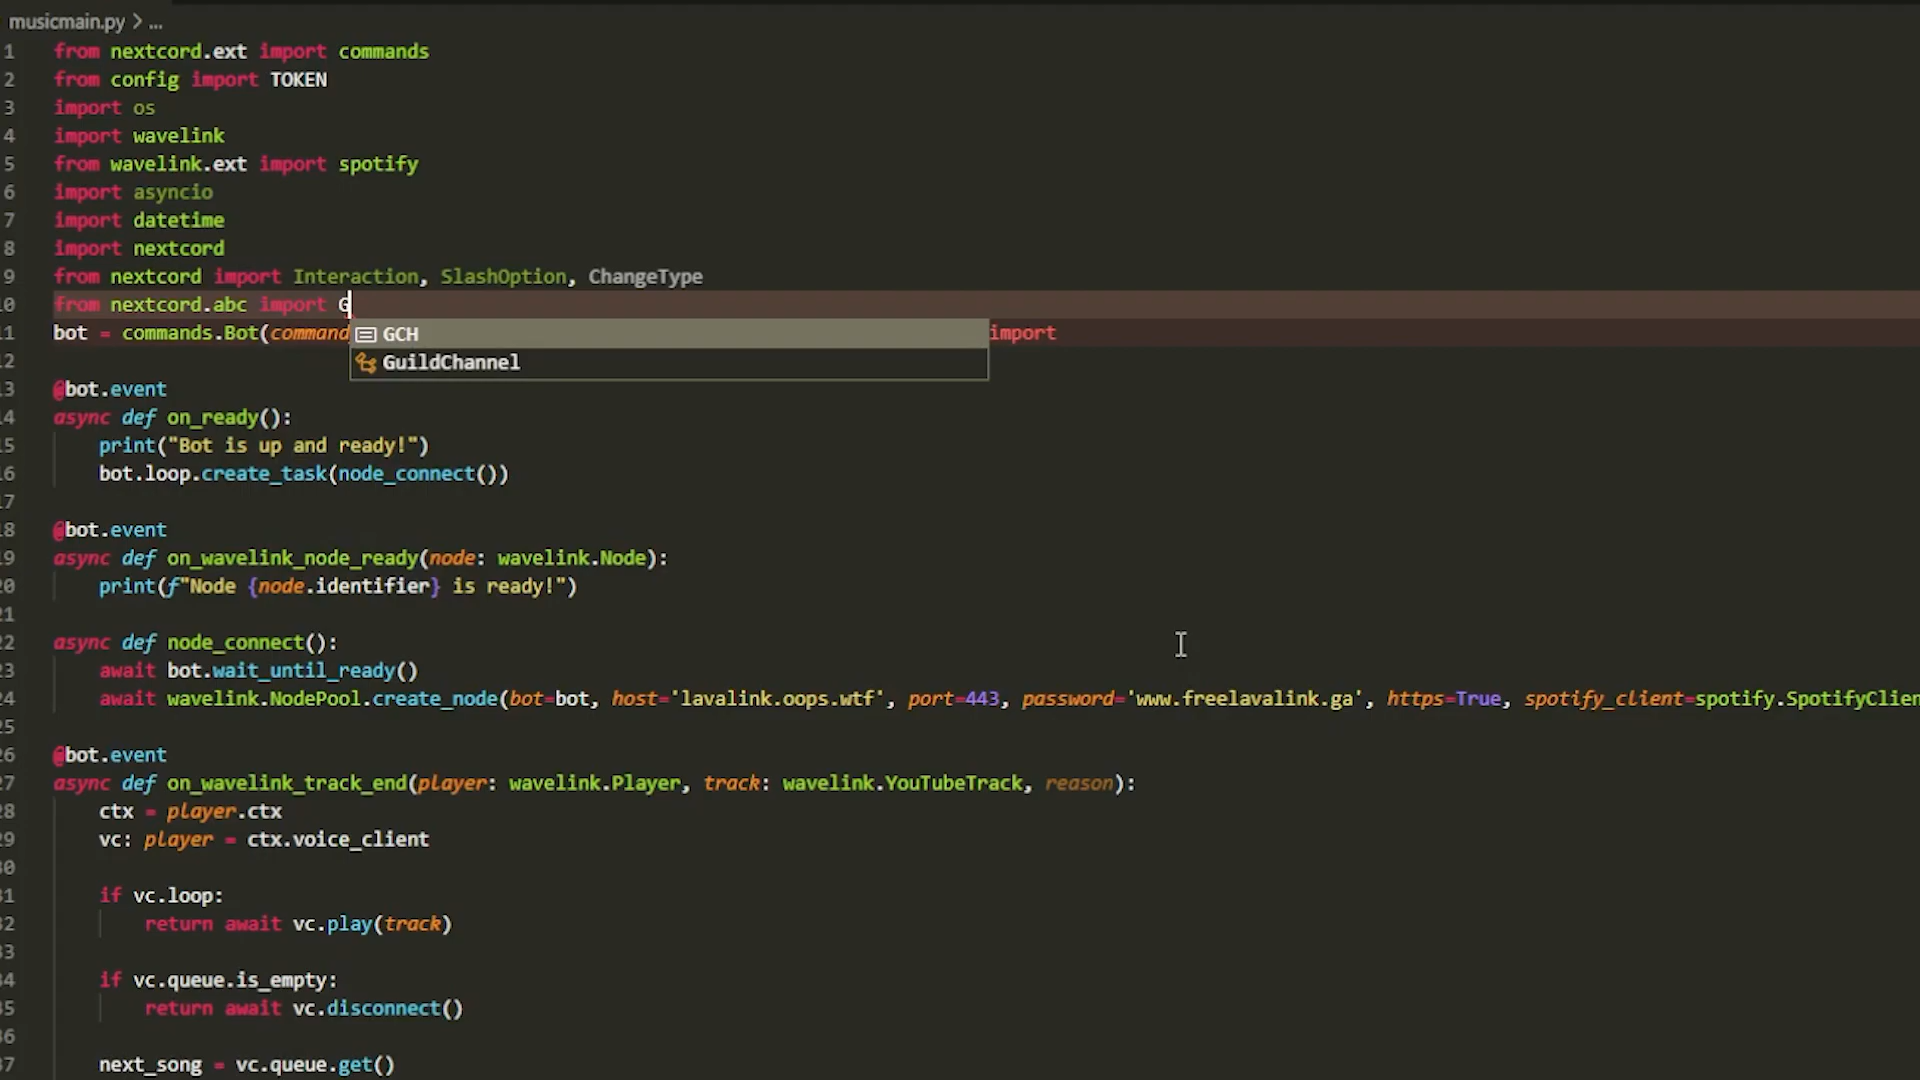 musicmain.py > ...
1 from nextcord.ext import commands
2 from config import TOKEN
3 import os
4 import wavelink
5 from wavelink.ext import spotify
6 import asyncio
7 import datetime
8 import nextcord
9 from nextcord import Interaction, SlashOption, ChangeType
10 from nextcord.abc import G
11 bot = commands.Bot(command import
GCH
GuildChannel
12
13 @bot.event
14 async def on_ready():
15 print("Bot is up and ready!")
16 bot.loop.create_task(node_connect())
17
18 @bot.event
19 async def on_wavelink_node_ready(node: wavelink.Node):
20 print(f"Node {node.identifier} is ready!")
21
22 async def node_connect():
23 await bot.wait_until_ready()
24 await wavelink.NodePool.create_node(bot=bot, host='lavalink.oops.wtf', port=443, password='www.freelavalink.ga', https=True, spotify_client=spotify.SpotifyClien
25
26 @bot.event
27 async def on_wavelink_track_end(player: wavelink.Player, track: wavelink.YouTubeTrack, reason):
28 ctx = player.ctx
29 vc: player = ctx.voice_client
30
31 if vc.loop:
32 return await vc.play(track)
33
34 if vc.queue.is_empty:
35 return await vc.disconnect()
36
37 next_song = vc.queue.get()